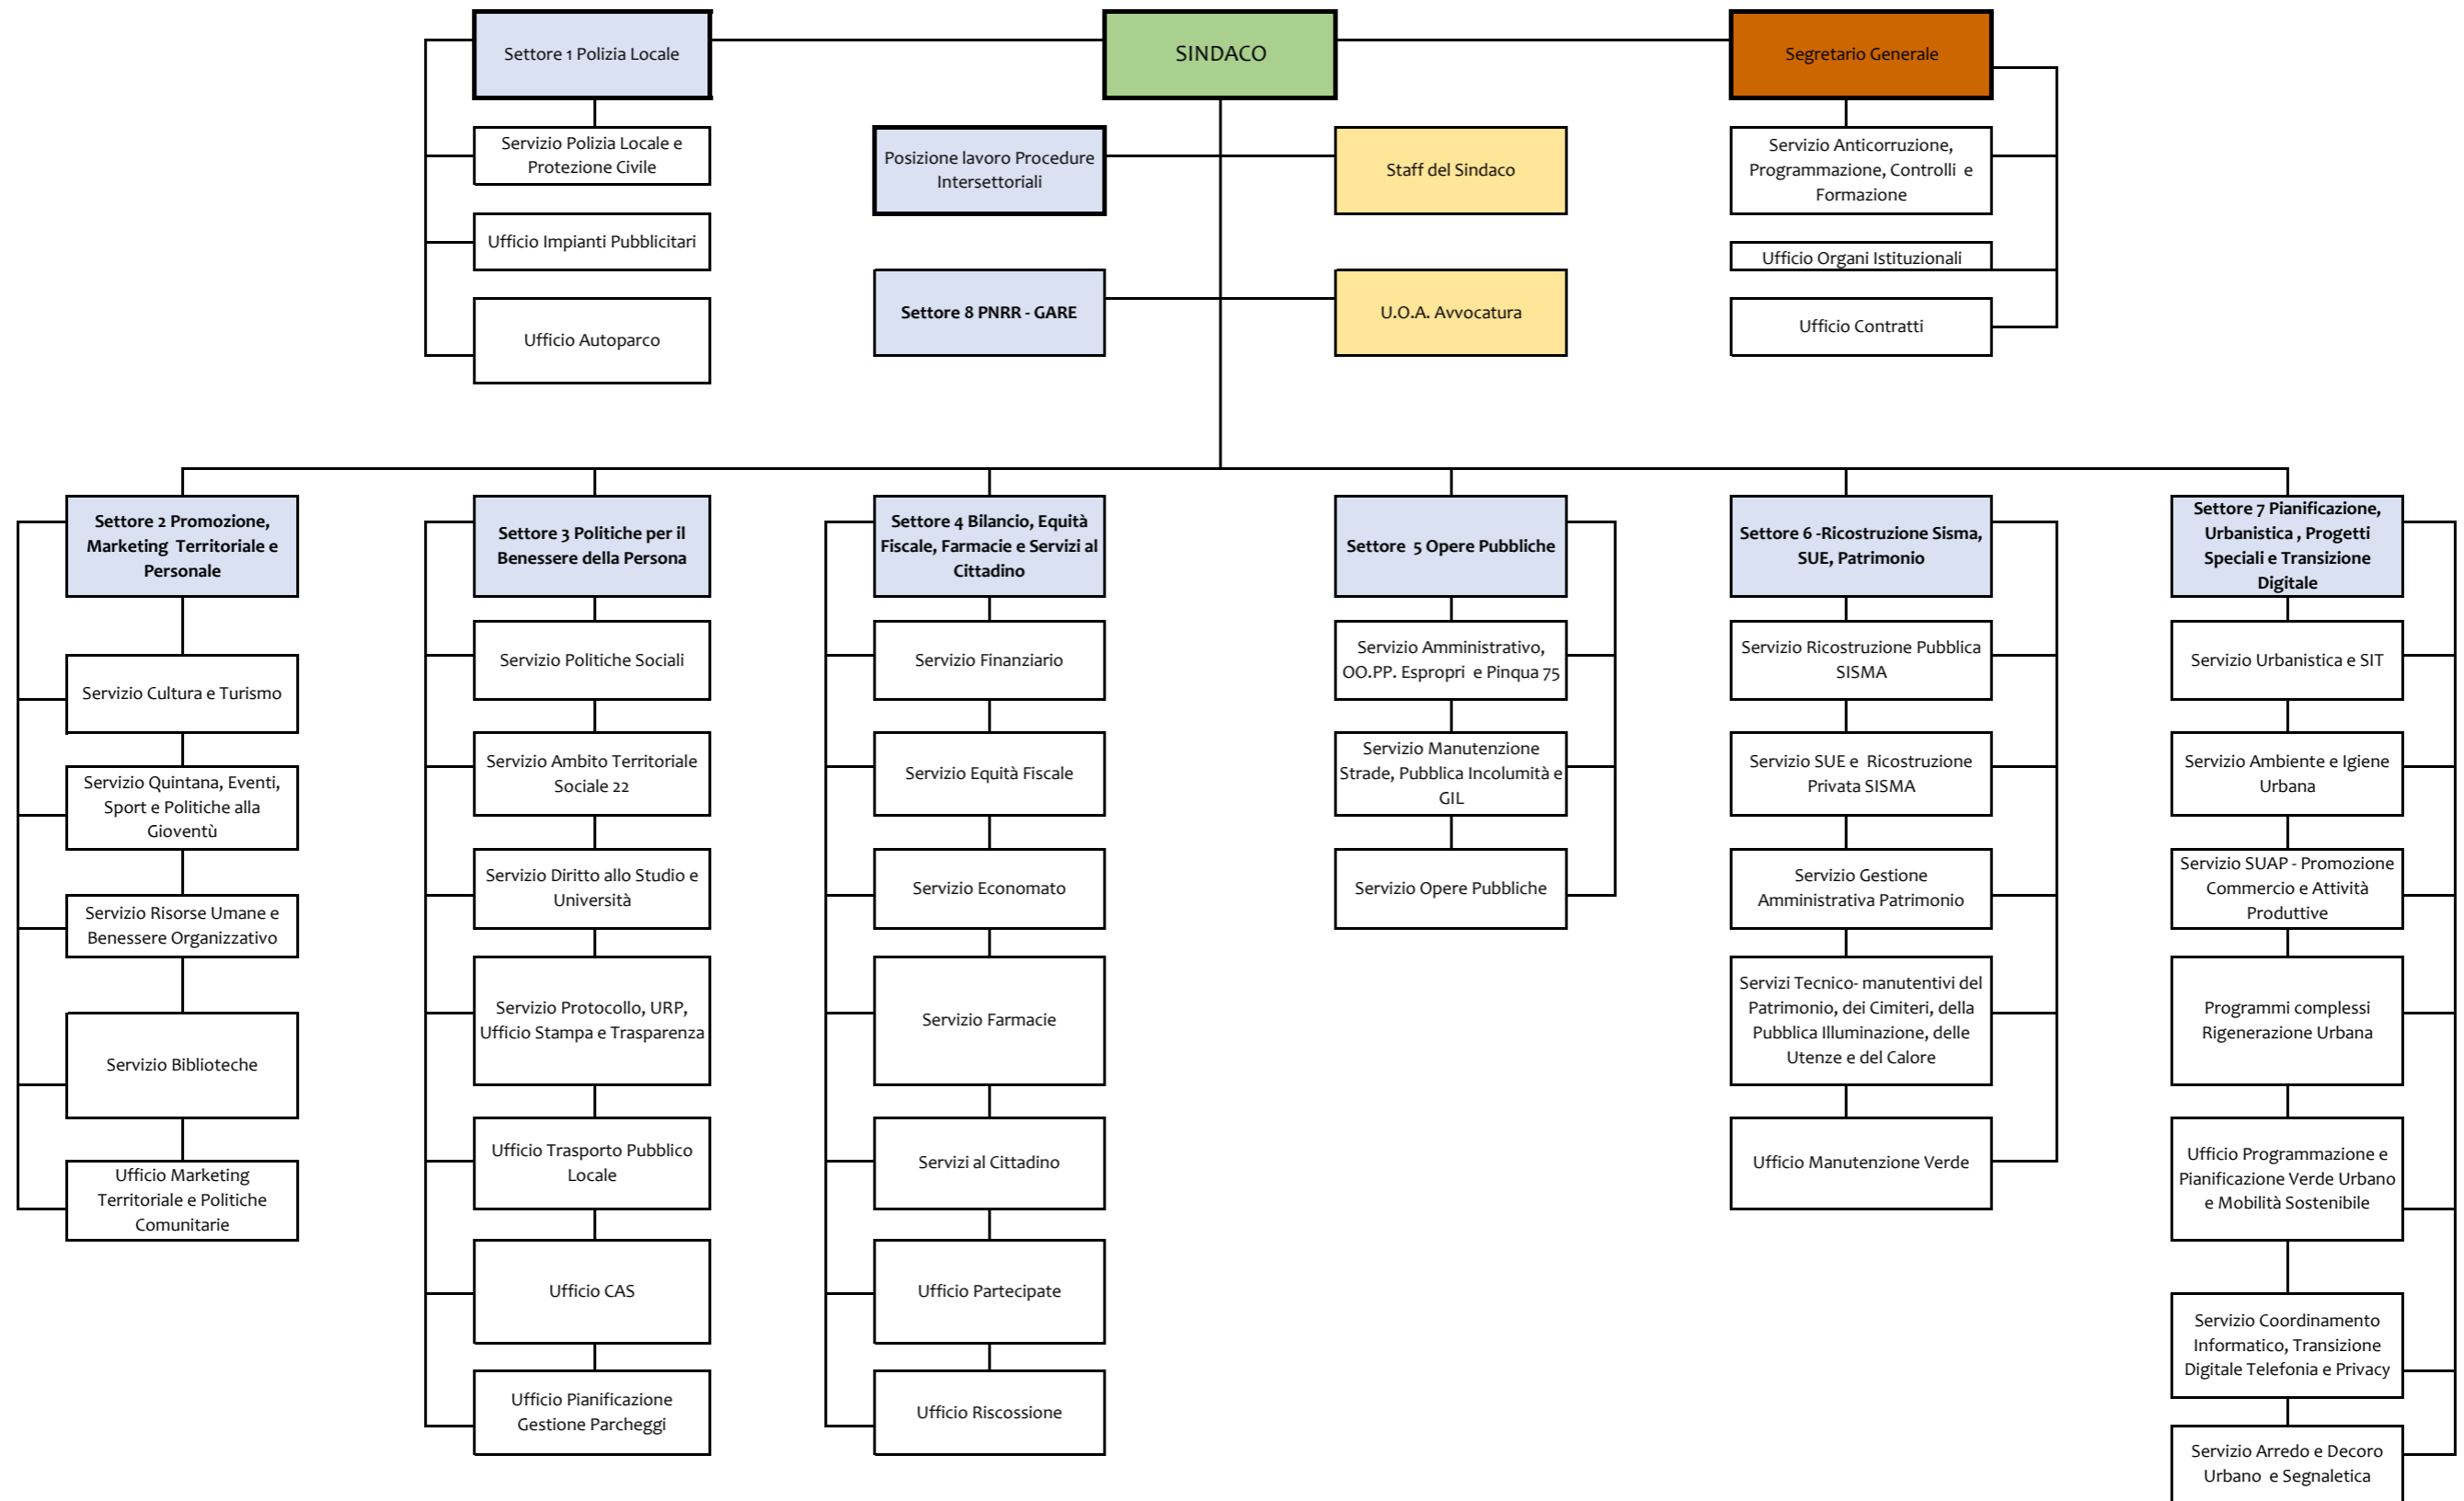 Settore 1 Polizia Locale
SINDACO
Segretario Generale
Servizio Polizia Locale e
Protezione Civile
Ufficio Impianti Pubblicitari
Ufficio Autoparco
Posizione lavoro Procedure
Intersettoriali
Staff del Sindaco
Settore 8 PNRR - GARE
U.O.A. Avvocatura
Servizio Anticorruzione,
Programmazione, Controlli e
Formazione
Ufficio Organi Istituzionali
Ufficio Contratti
Settore 2 Promozione,
Marketing Territoriale e
Personale
Servizio Cultura e Turismo
Servizio Quintana, Eventi,
Sport e Politiche alla
Gioventù
Servizio Risorse Umane e
Benessere Organizzativo
Servizio Biblioteche
Ufficio Marketing
Territoriale e Politiche
Comunitarie
Settore 3 Politiche per il
Benessere della Persona
Servizio Politiche Sociali
Servizio Ambito Territoriale
Sociale 22
Servizio Diritto allo Studio e
Università
Servizio Protocollo, URP,
Ufficio Stampa e Trasparenza
Ufficio Trasporto Pubblico
Locale
Ufficio CAS
Ufficio Pianificazione
Gestione Parcheggi
Settore 4 Bilancio, Equità
Fiscale, Farmacie e Servizi al
Cittadino
Servizio Finanziario
Servizio Equità Fiscale
Servizio Economato
Servizio Farmacie
Servizi al Cittadino
Ufficio Partecipate
Ufficio Riscossione
Settore 5 Opere Pubbliche
Servizio Amministrativo,
OO.PP. Espropri e Pinqua 75
Servizio Manutenzione
Strade, Pubblica Incolumità e
GIL
Servizio Opere Pubbliche
Settore 6 -Ricostruzione Sisma,
SUE, Patrimonio
Servizio Ricostruzione Pubblica
SISMA
Servizio SUE e Ricostruzione
Privata SISMA
Servizio Gestione
Amministrativa Patrimonio
Servizi Tecnico- manutentivi del
Patrimonio, dei Cimiteri, della
Pubblica Illuminazione, delle
Utenze e del Calore
Ufficio Manutenzione Verde
Settore 7 Pianificazione,
Urbanistica , Progetti
Speciali e Transizione
Digitale
Servizio Urbanistica e SIT
Servizio Ambiente e Igiene
Urbana
Servizio SUAP - Promozione
Commercio e Attività
Produttive
Programmi complessi
Rigenerazione Urbana
Ufficio Programmazione e
Pianificazione Verde Urbano
e Mobilità Sostenibile
Servizio Coordinamento
Informatico, Transizione
Digitale Telefonia e Privacy
Servizio Arredo e Decoro
Urbano e Segnaletica